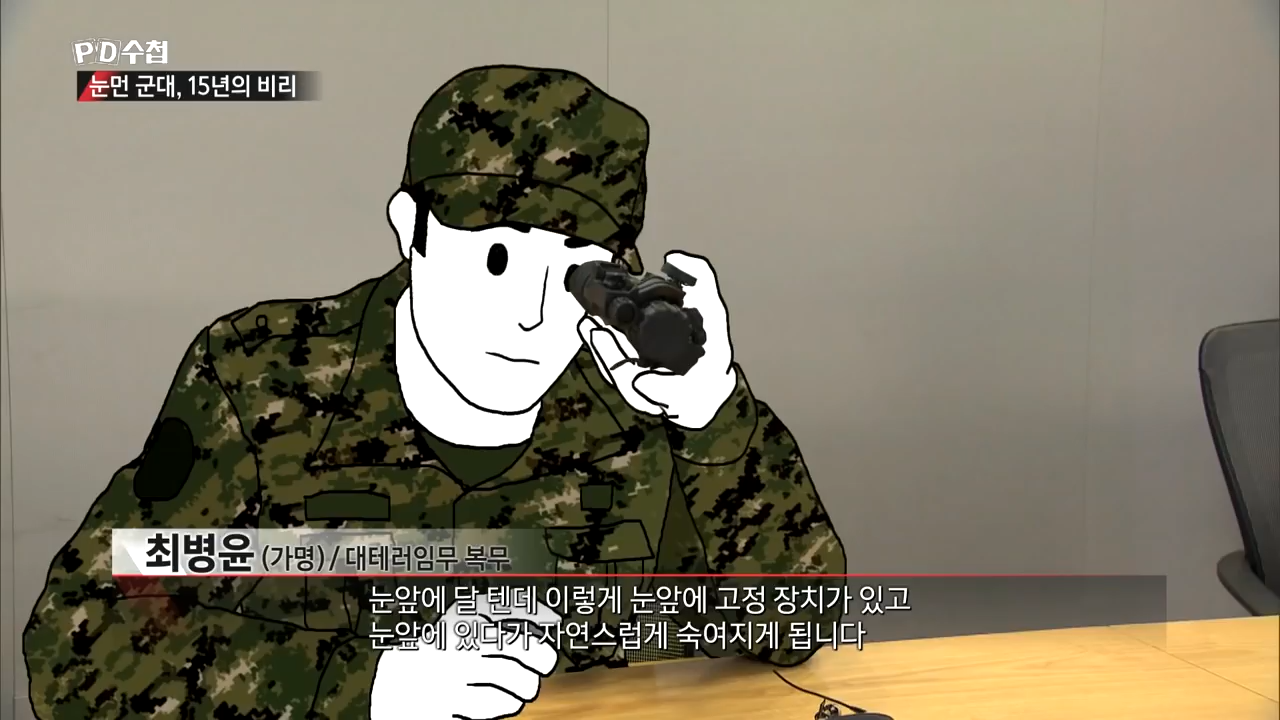 PD수첩
눈먼 군대, 15년의 비리
최병윤 (가명) / 대테러임무 복무
눈앞에 달 텐데 이렇게 눈앞에 고정 장치가 있고
눈앞에 있다가 자연스럽게 숙여지게 됩니다